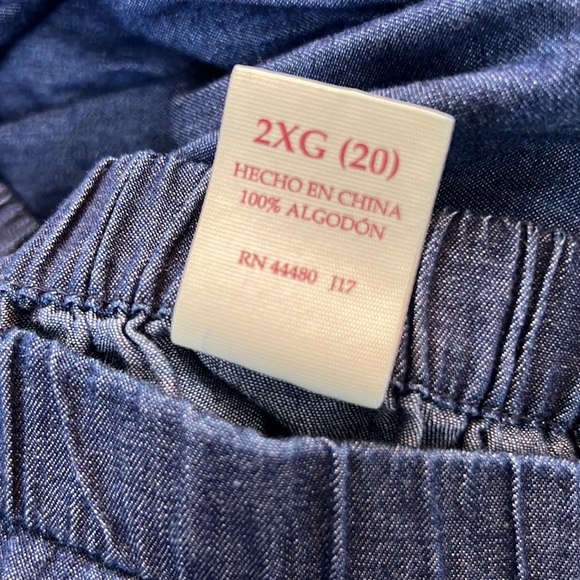 2XG (20)
HECHO EN CHINA
100% ALGODÓN
RN 44480 J17